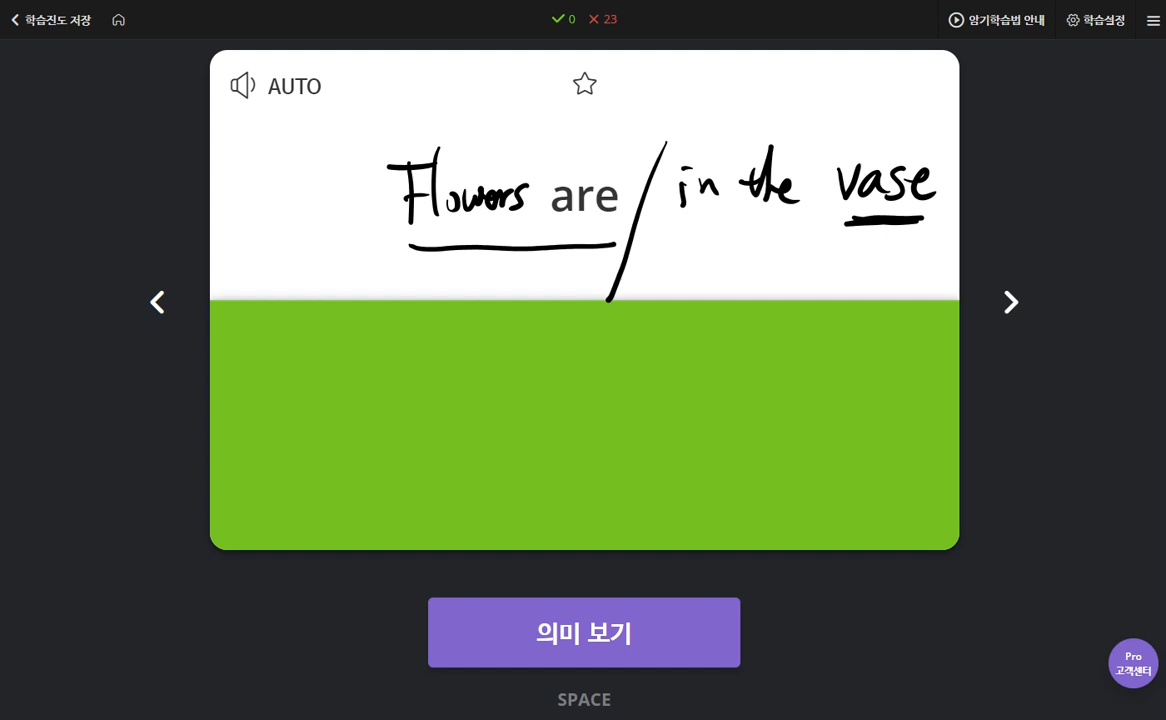 학습진도 저장 0 23 암기학습법 안내 학습설정
AUTO
Flowers are / in the vase
의미 보기
SPACE
Pro
고객센터